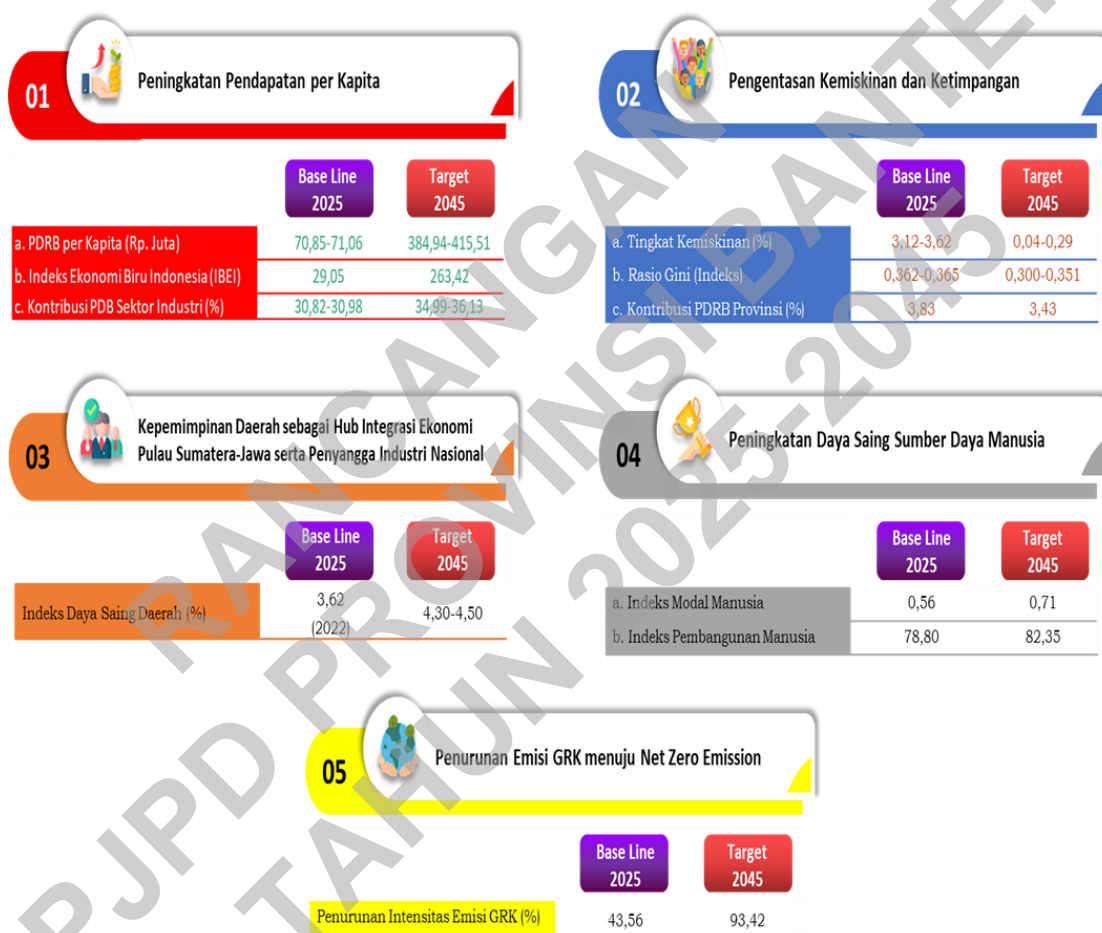 01
Peningkatan Pendapatan per Kapita
Base Line 2025
Target 2045
a. PDRB per Kapita (Rp. Juta) 70,85-71,06 384,94-415,51
b. Indeks Ekonomi Biru Indonesia (IBEI) 29,05 263,42
c. Kontribusi PDB Sektor Industri (%) 30,82-30,98 34,99-36,13
02
Pengentasan Kemiskinan dan Ketimpangan
Base Line 2025
Target 2045
a. Tingkat Kemiskinan (%) 3,12-3,62 0,04-0,29
b. Rasio Gini (Indeks) 0,362-0,365 0,300-0,351
c. Kontribusi PDRB Provinsi (%) 3,83 3,43
03
Kepemimpinan Daerah sebagai Hub Integrasi Ekonomi
Pulau Sumatera-Jawa serta Penyangga Industri Nasional
Base Line 2025
Target 2045
Indeks Daya Saing Daerah (%) 3,62 (2022) 4,30-4,50
04
Peningkatan Daya Saing Sumber Daya Manusia
Base Line 2025
Target 2045
a. Indeks Modal Manusia 0,56 0,71
b. Indeks Pembangunan Manusia 78,80 82,35
05
Penurunan Emisi GRK menuju Net Zero Emission
Base Line 2025
Target 2045
Penurunan Intensitas Emisi GRK (%) 43,56 93,42
RANCANGAN
PJPD PROVINSI BANTEN
TAHUN 2025-2045